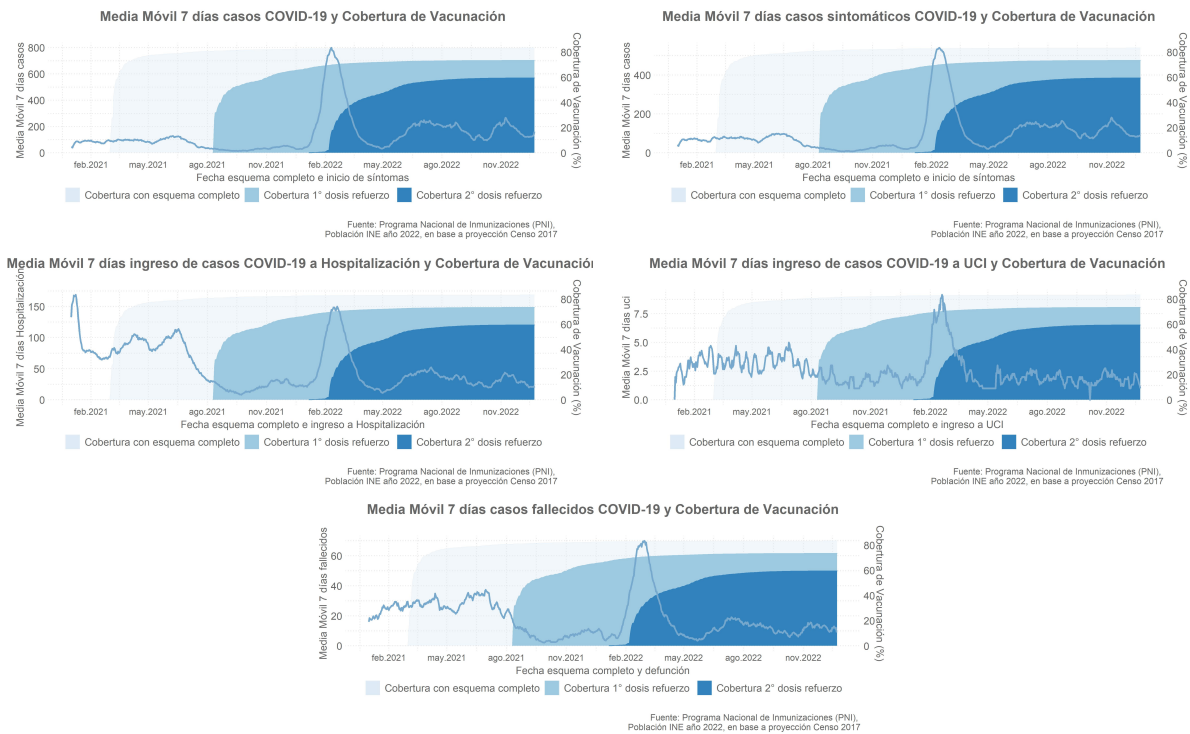 Media Móvil 7 días casos COVID-19 y Cobertura de Vacunación
Media Móvil 7 días casos
800
600
400
200
0
Cobertura de Vacunación (%)
80
60
40
20
0
feb.2021 may.2021 ago.2021 nov.2021 feb.2022 may.2022 ago.2022 nov.2022
Fecha esquema completo e inicio de síntomas
Cobertura con esquema completo Cobertura 1° dosis refuerzo Cobertura 2° dosis refuerzo
Fuente: Programa Nacional de Inmunizaciones (PNI),
Población INE año 2022, en base a proyección Censo 2017
Media Móvil 7 días casos sintomáticos COVID-19 y Cobertura de Vacunación
Media Móvil 7 días casos
400
200
0
Cobertura de Vacunación (%)
80
60
40
20
0
feb.2021 may.2021 ago.2021 nov.2021 feb.2022 may.2022 ago.2022 nov.2022
Fecha esquema completo e inicio de síntomas
Cobertura con esquema completo Cobertura 1° dosis refuerzo Cobertura 2° dosis refuerzo
Fuente: Programa Nacional de Inmunizaciones (PNI),
Población INE año 2022, en base a proyección Censo 2017
Media Móvil 7 días ingreso de casos COVID-19 a Hospitalización y Cobertura de Vacunación
Media Móvil 7 días Hospitalización
150
100
50
0
Cobertura de Vacunación (%)
80
60
40
20
0
feb.2021 may.2021 ago.2021 nov.2021 feb.2022 may.2022 ago.2022 nov.2022
Fecha esquema completo e ingreso a Hospitalización
Cobertura con esquema completo Cobertura 1° dosis refuerzo Cobertura 2° dosis refuerzo
Fuente: Programa Nacional de Inmunizaciones (PNI),
Población INE año 2022, en base a proyección Censo 2017
Media Móvil 7 días ingreso de casos COVID-19 a UCI y Cobertura de Vacunación
Media Móvil 7 días uci
7.5
5.0
2.5
0.0
Cobertura de Vacunación (%)
80
60
40
20
0
feb.2021 may.2021 ago.2021 nov.2021 feb.2022 may.2022 ago.2022 nov.2022
Fecha esquema completo e ingreso a UCI
Cobertura con esquema completo Cobertura 1° dosis refuerzo Cobertura 2° dosis refuerzo
Fuente: Programa Nacional de Inmunizaciones (PNI),
Población INE año 2022, en base a proyección Censo 2017
Media Móvil 7 días casos fallecidos COVID-19 y Cobertura de Vacunación
Media Móvil 7 días fallecidos
60
40
20
0
Cobertura de Vacunación (%)
80
60
40
20
0
feb.2021 may.2021 ago.2021 nov.2021 feb.2022 may.2022 ago.2022 nov.2022
Fecha esquema completo y defunción
Cobertura con esquema completo Cobertura 1° dosis refuerzo Cobertura 2° dosis refuerzo
Fuente: Programa Nacional de Inmunizaciones (PNI),
Población INE año 2022, en base a proyección Censo 2017